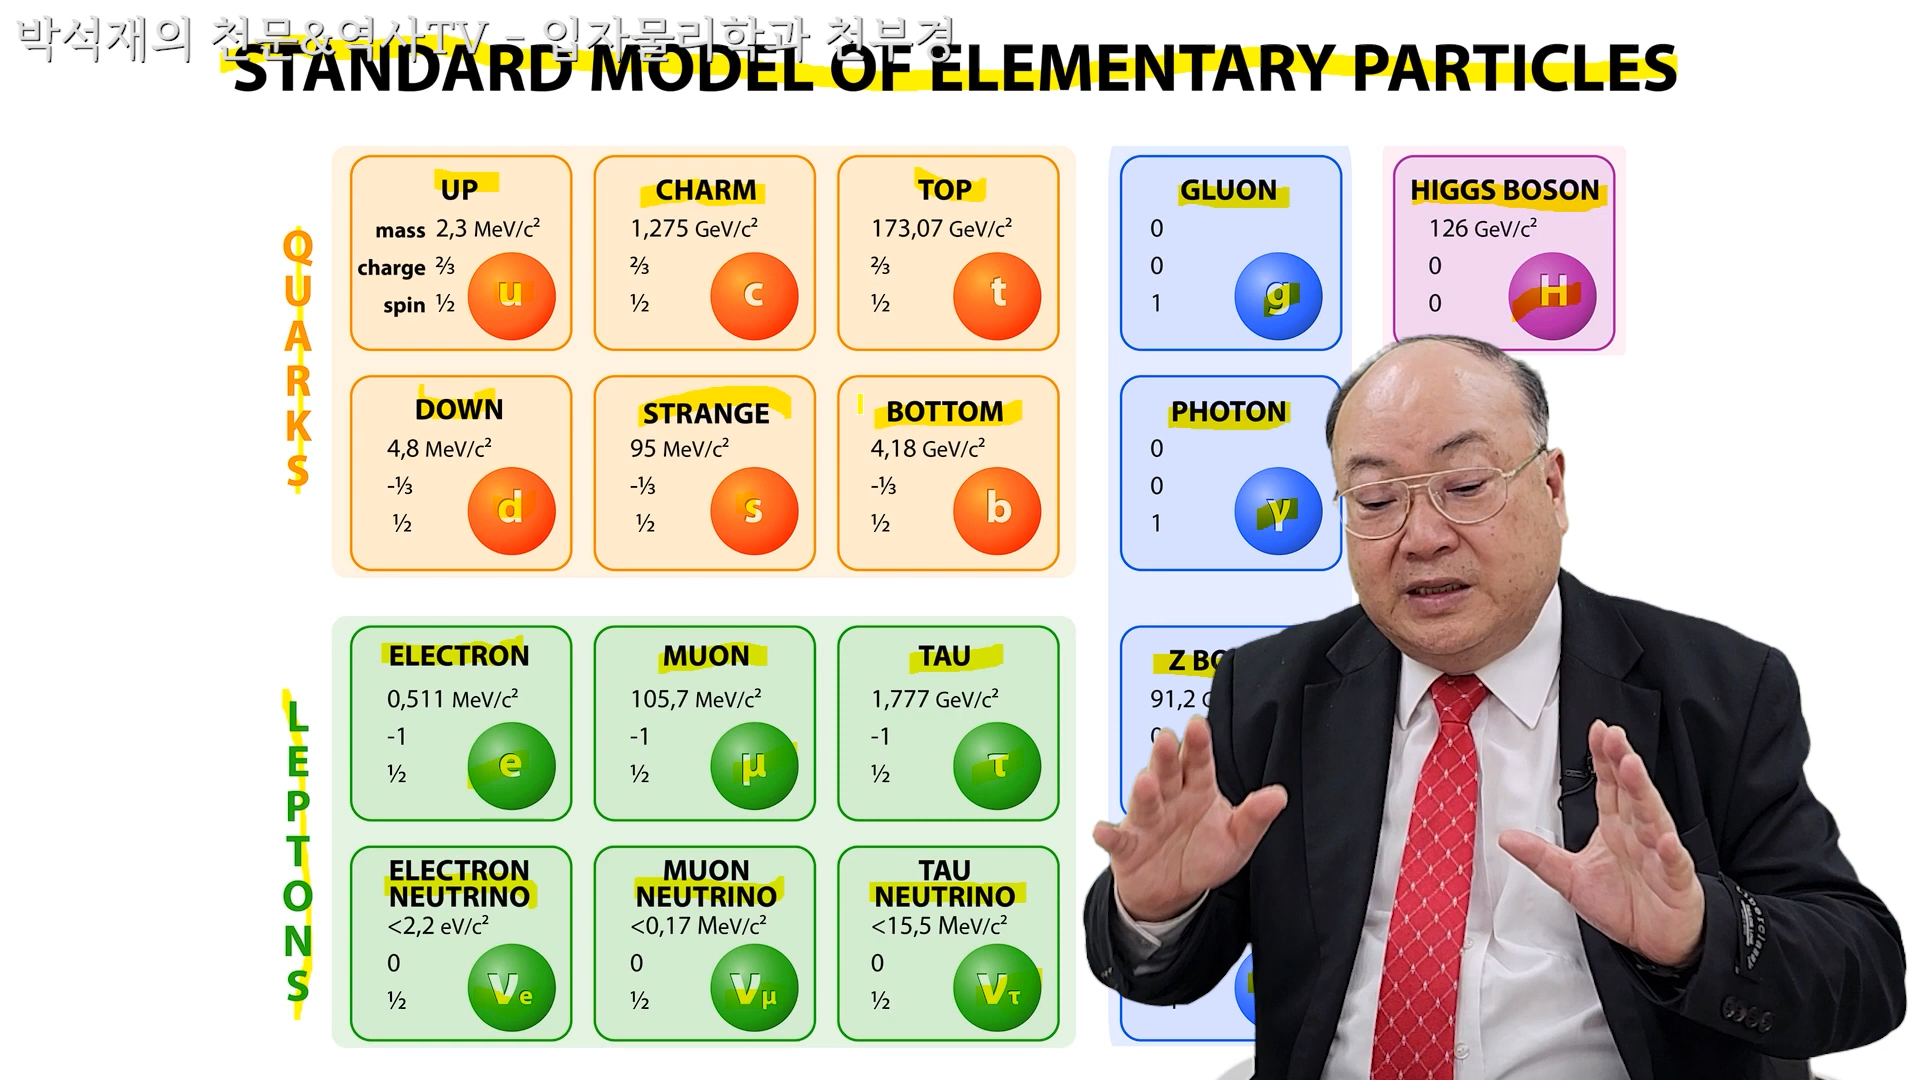 박석재의 천문&역사TV - 입자물리학과 천부경
STANDARD MODEL OF ELEMENTARY PARTICLES
QUARKS
UP
mass 2,3 MeV/c²
charge ⅔
spin ½
u
CHARM
1,275 GeV/c²
⅔
½
c
TOP
173,07 GeV/c²
⅔
½
t
GLUON
0
0
1
g
HIGGS BOSON
126 GeV/c²
0
0
H
DOWN
4,8 MeV/c²
-⅓
½
d
STRANGE
95 MeV/c²
-⅓
½
s
BOTTOM
4,18 GeV/c²
-⅓
½
b
PHOTON
0
0
1
γ
LEPTONS
ELECTRON
0,511 MeV/c²
-1
½
e
MUON
105,7 MeV/c²
-1
½
μ
TAU
1,777 GeV/c²
-1
½
τ
Z
91,2
ELECTRON
NEUTRINO
<2,2 eV/c²
0
½
νe
MUON
NEUTRINO
<0,17 MeV/c²
0
½
νμ
TAU
NEUTRINO
<15,5 MeV/c²
0
½
ντ